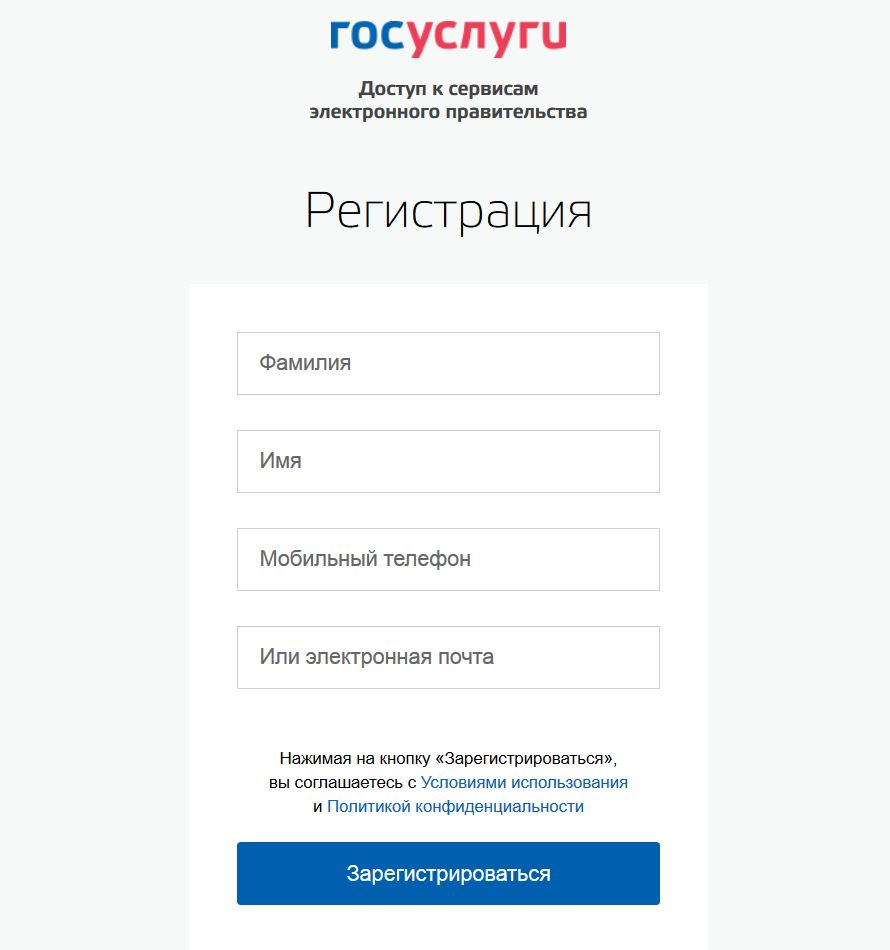 госуслуги
Доступ к сервисам
электронного правительства
Регистрация
Фамилия
Имя
Мобильный телефон
Или электронная почта
Нажимая на кнопку «Зарегистрироваться»,
вы соглашаетесь с Условиями использования
и Политикой конфиденциальности
Зарегистрироваться